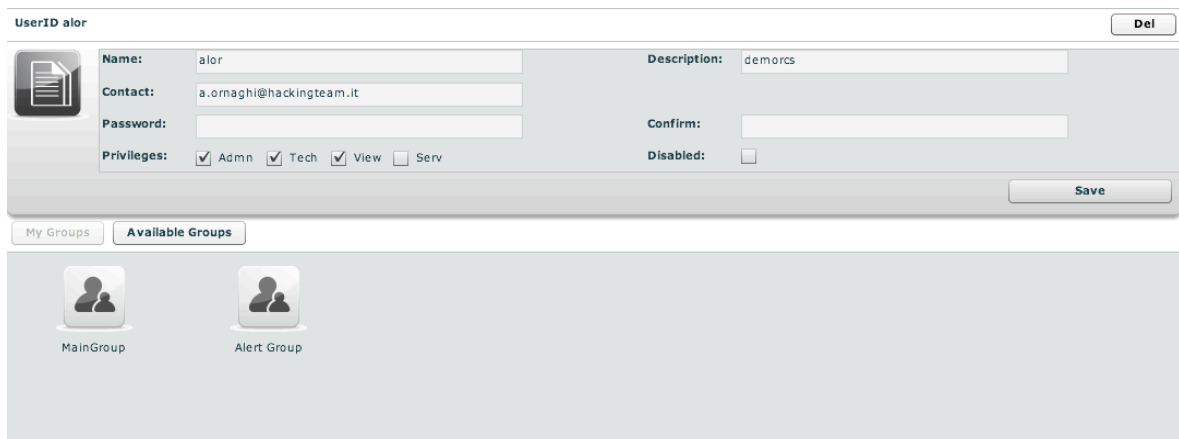 UserID alor Del
Name: alor Description: demorcs
Contact: a.ornaghi@hackingteam.it
Password: Confirm:
Privileges: Admn Tech View Serv Disabled:
Save
My Groups Available Groups
MainGroup Alert Group